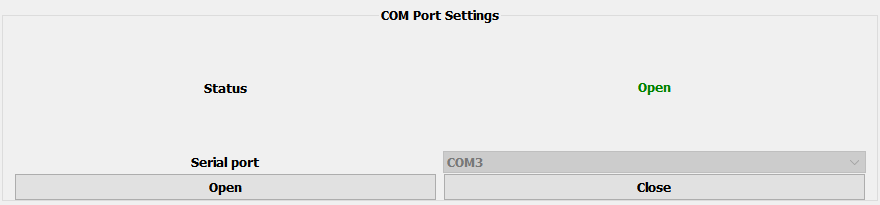 COM Port Settings
Status Open
Serial port COM3
Open Close